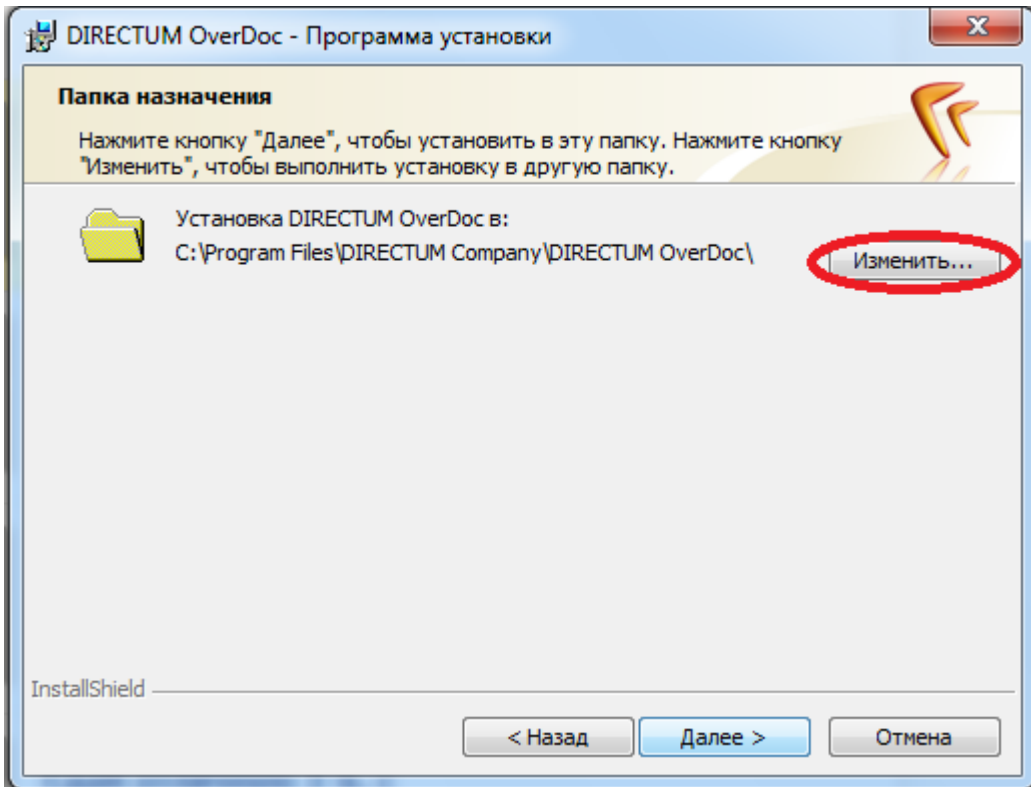 DIRECTUM OverDoc - Программа установки
Папка назначения
Нажмите кнопку "Далее", чтобы установить в эту папку. Нажмите кнопку
"Изменить", чтобы выполнить установку в другую папку.
Установка DIRECTUM OverDoc в:
C:\Program Files\DIRECTUM Company\DIRECTUM OverDoc\
Изменить...
InstallShield
< Назад
Далее >
Отмена